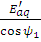 E′aq
cos ψ₁